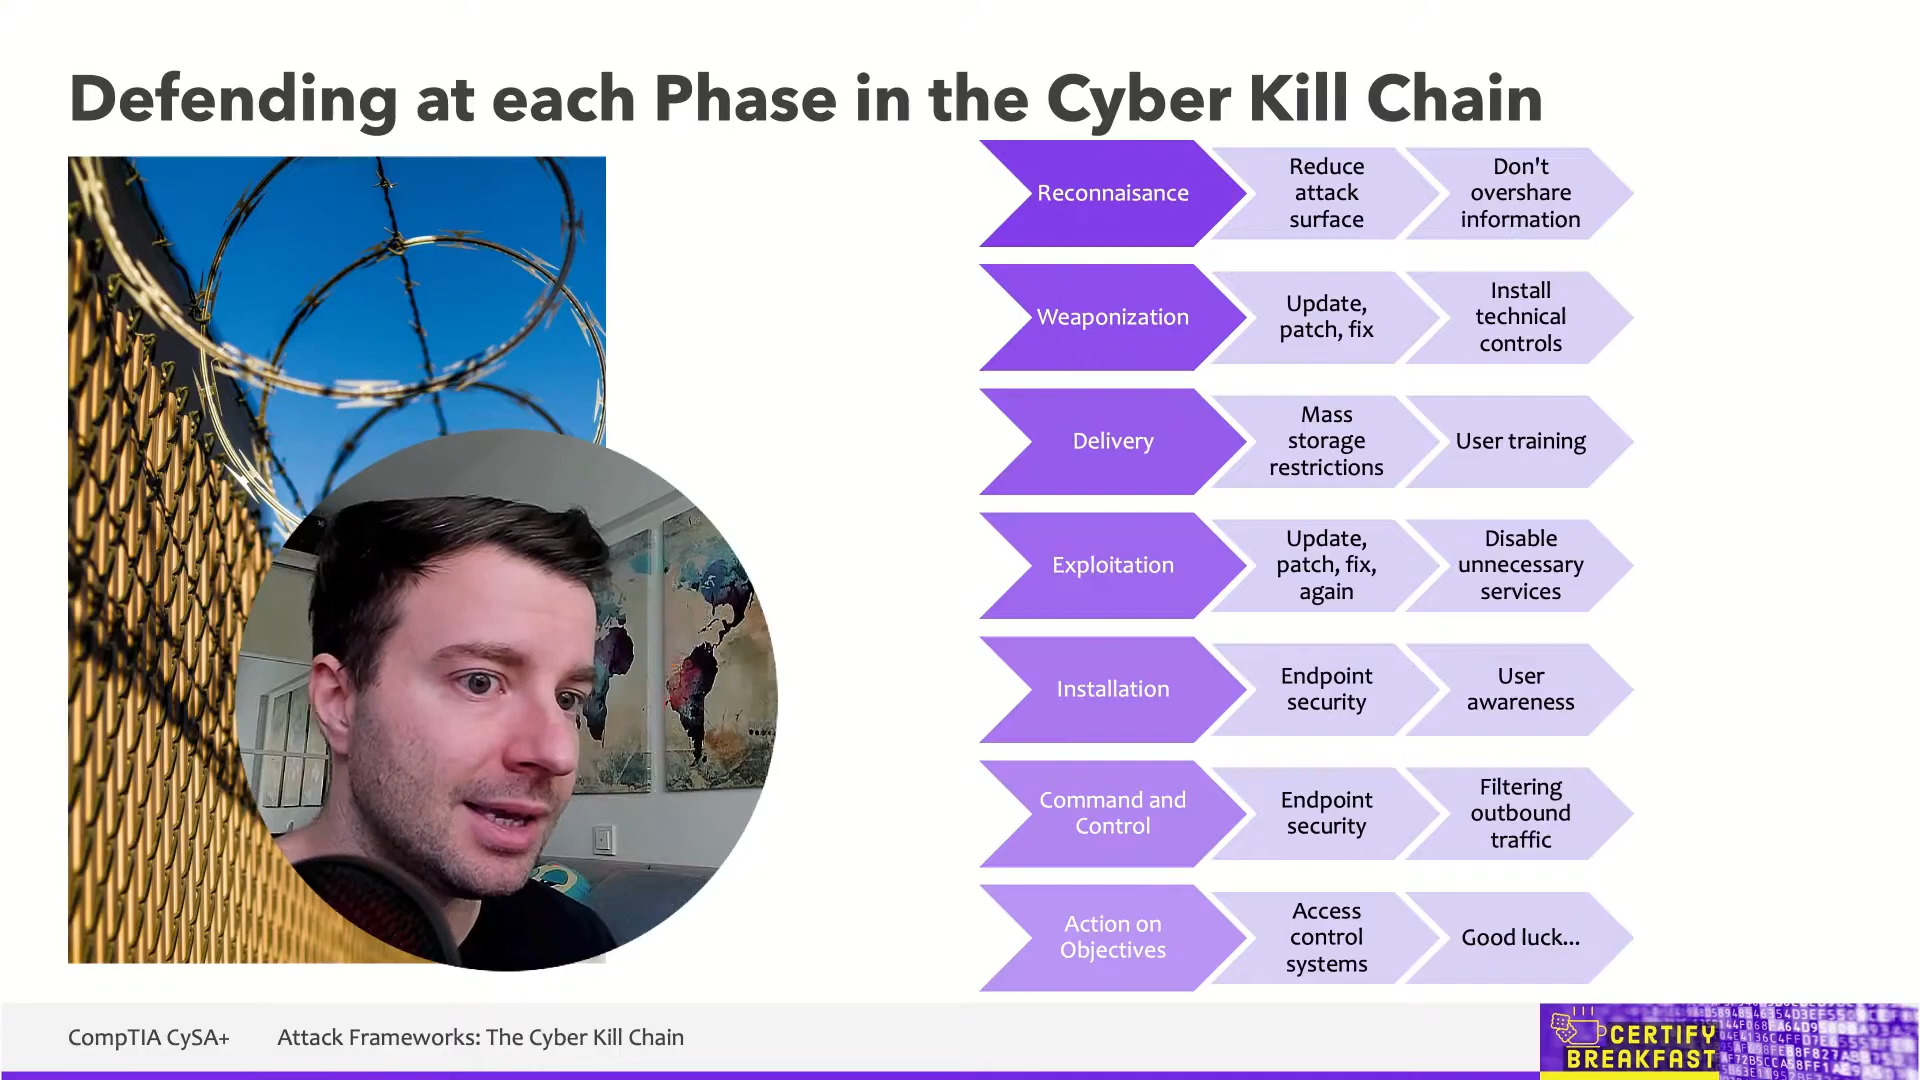 Defending at each Phase in the Cyber Kill Chain
Reconnaisance
Reduce
attack
surface
Don't
overshare
information
Weaponization
Update,
patch, fix
Install
technical
controls
Delivery
Mass
storage
restrictions
User training
Exploitation
Update,
patch, fix,
again
Disable
unnecessary
services
Installation
Endpoint
security
User
awareness
Command and
Control
Endpoint
security
Filtering
outbound
traffic
Action on
Objectives
Access
control
systems
Good luck...
CompTIA CySA+
Attack Frameworks: The Cyber Kill Chain
CERTIFY
BREAKFAST